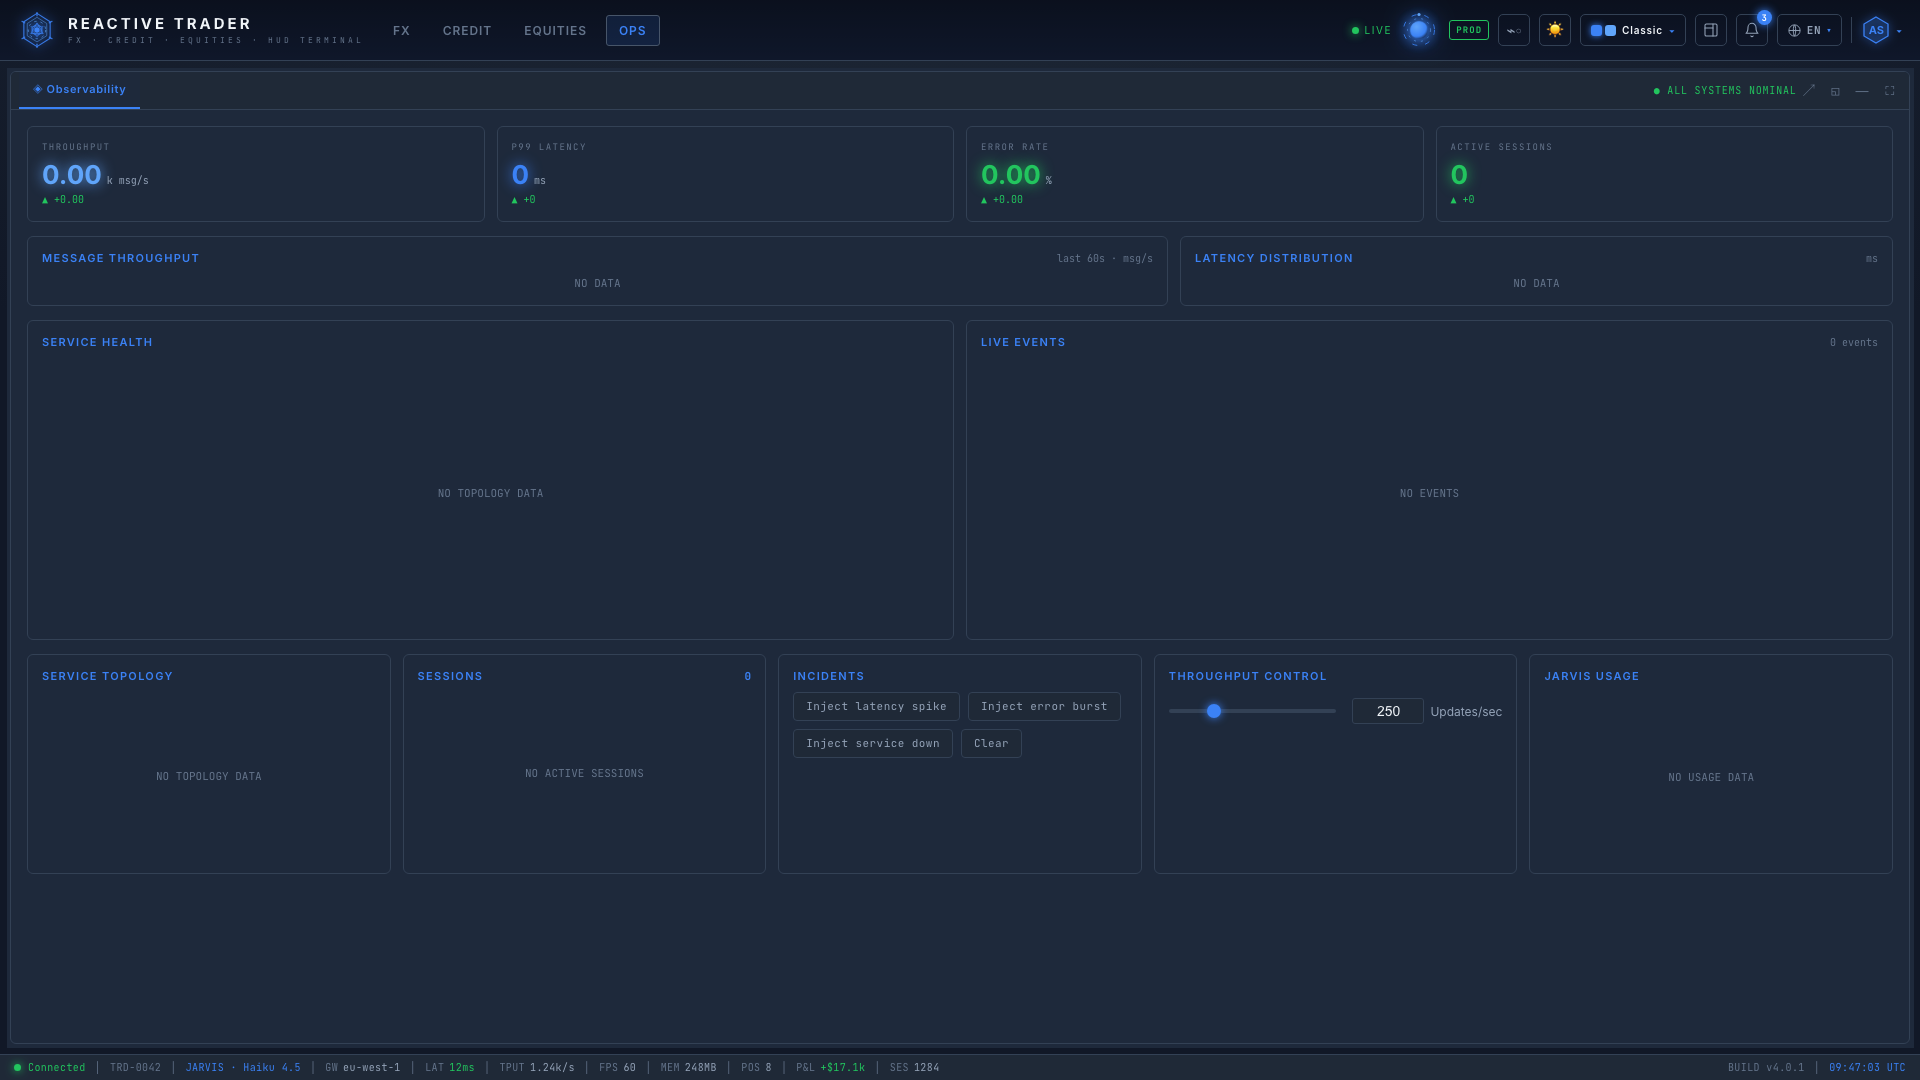 REACTIVE TRADER
FX · CREDIT · EQUITIES · HUD TERMINAL
FX CREDIT EQUITIES OPS
LIVE PROD Classic 3 EN AS
Observability
ALL SYSTEMS NOMINAL
THROUGHPUT
0.00 k msg/s
▲ +0.00
P99 LATENCY
0 ms
▲ +0
ERROR RATE
0.00 %
▲ +0.00
ACTIVE SESSIONS
0
▲ +0
MESSAGE THROUGHPUT last 60s · msg/s
NO DATA
LATENCY DISTRIBUTION ms
NO DATA
SERVICE HEALTH
NO TOPOLOGY DATA
LIVE EVENTS 0 events
NO EVENTS
SERVICE TOPOLOGY
NO TOPOLOGY DATA
SESSIONS 0
NO ACTIVE SESSIONS
INCIDENTS
Inject latency spike Inject error burst
Inject service down Clear
THROUGHPUT CONTROL
250 Updates/sec
JARVIS USAGE
NO USAGE DATA
Connected TRD-0042 JARVIS · Haiku 4.5 GW eu-west-1 LAT 12ms TPUT 1.24k/s FPS 60 MEM 248MB POS 8 P&L +$17.1k SES 1284 BUILD v4.0.1 09:47:03 UTC